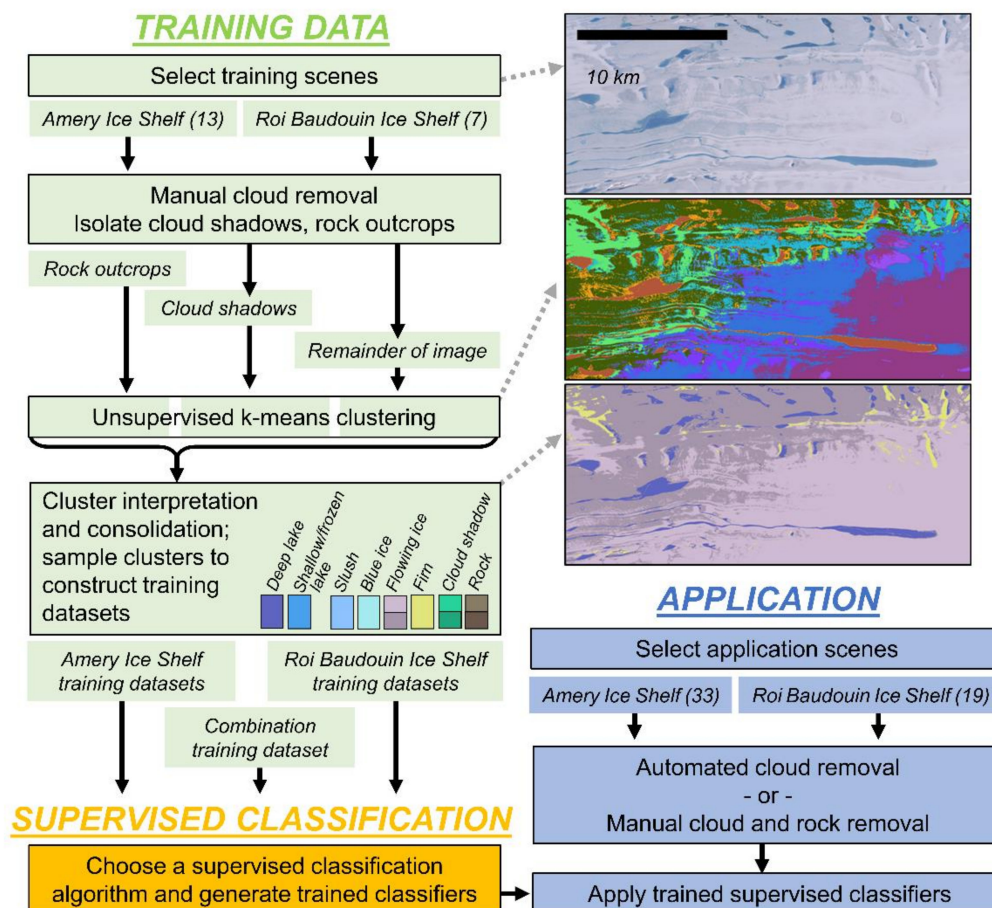 TRAINING DATA
Select training scenes
Amery Ice Shelf (13)
Roi Baudouin Ice Shelf (7)
Manual cloud removal
Isolate cloud shadows, rock outcrops
Rock outcrops
Cloud shadows
Remainder of image
Unsupervised k-means clustering
Cluster interpretation
and consolidation;
sample clusters to
construct training
datasets
Deep lake
Shallow/frozen
lake
Slush
Blue ice
Flowing ice
Firn
Cloud shadow
Rock
Amery Ice Shelf
training datasets
Roi Baudouin Ice Shelf
training datasets
Combination
training dataset
SUPERVISED CLASSIFICATION
Choose a supervised classification
algorithm and generate trained classifiers
10 km
APPLICATION
Select application scenes
Amery Ice Shelf (33)
Roi Baudouin Ice Shelf (19)
Automated cloud removal
- or -
Manual cloud and rock removal
Apply trained supervised classifiers